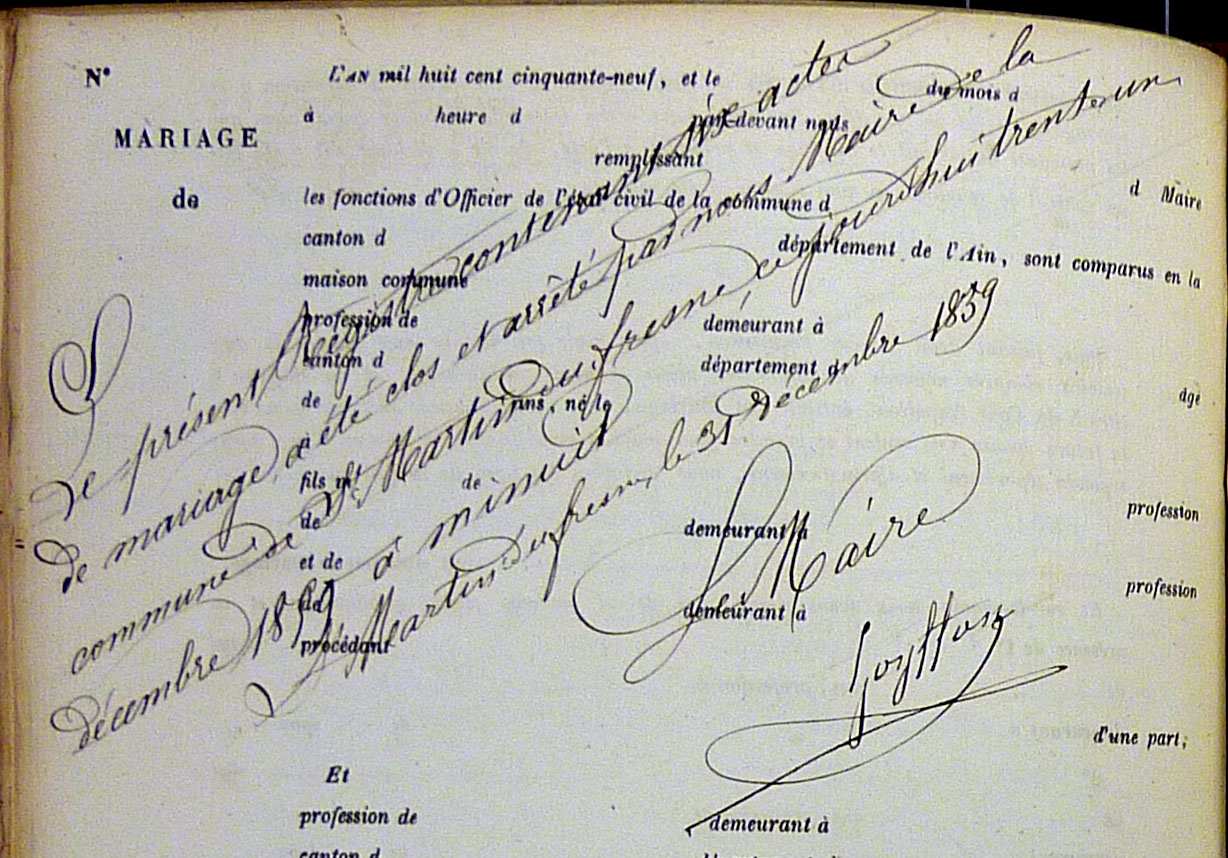 N°
MARIAGE
de
L'AN mil huit cent cinquante-neuf, et le
du mois d
à heure d par-devant nous
remplissant
les fonctions d'Officier de l'état civil de la commune d
d Maire
canton d département de l'Ain, sont comparus en la
maison commune
profession de demeurant à
canton d département d
de ans, né le
âgé
à
fils m de
de demeurant à
profession
et de
profession
de demeurant à
procédant
d'une part;
Et
profession de demeurant à
canton d
Le présent Régistre contenant six actes
de mariage, a été clos et arrêté par nous Maire de la
commune de St Martin du fresne cejourd'hui trente un
décembre 1859 à minuit
St Martin du fresne, le 31 Décembre 1859
Le Maire